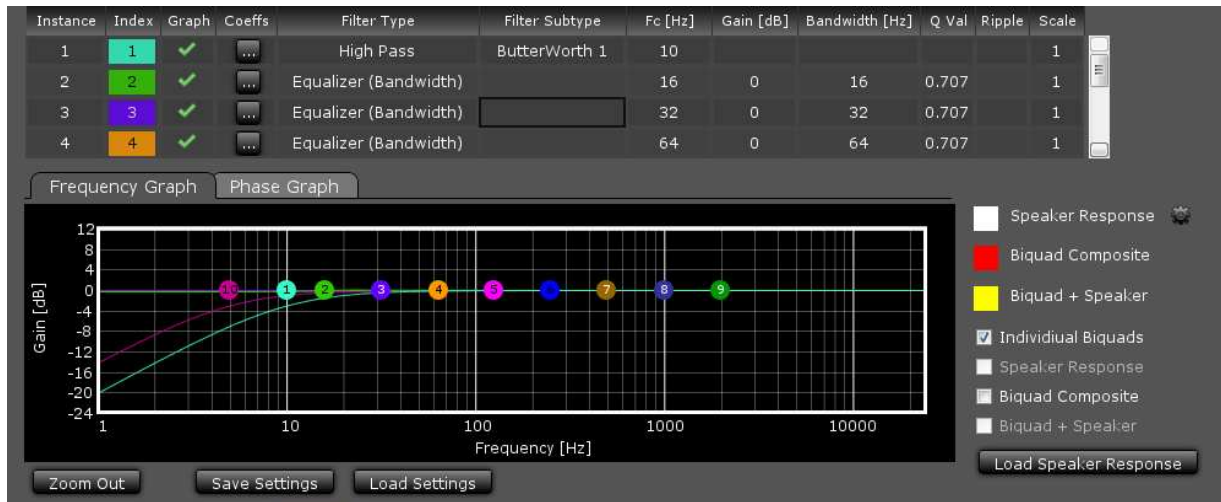 Instance Index Graph Coeffs Filter Type Filter Subtype Fc [Hz] Gain [dB] Bandwidth [Hz] Q Val Ripple Scale
1 1 ... High Pass ButterWorth 1 10 1
2 2 ... Equalizer (Bandwidth) 16 0 16 0.707 1
3 3 ... Equalizer (Bandwidth) 32 0 32 0.707 1
4 4 ... Equalizer (Bandwidth) 64 0 64 0.707 1
Frequency Graph Phase Graph
Gain [dB]
12
8
4
0
-4
-8
-12
-16
-20
-24
1 2 3 4 5 7 8 9
1 10 100 1000 10000
Frequency [Hz]
Speaker Response
Biquad Composite
Biquad + Speaker
Individiual Biquads
Speaker Response
Biquad Composite
Biquad + Speaker
Load Speaker Response
Zoom Out Save Settings Load Settings